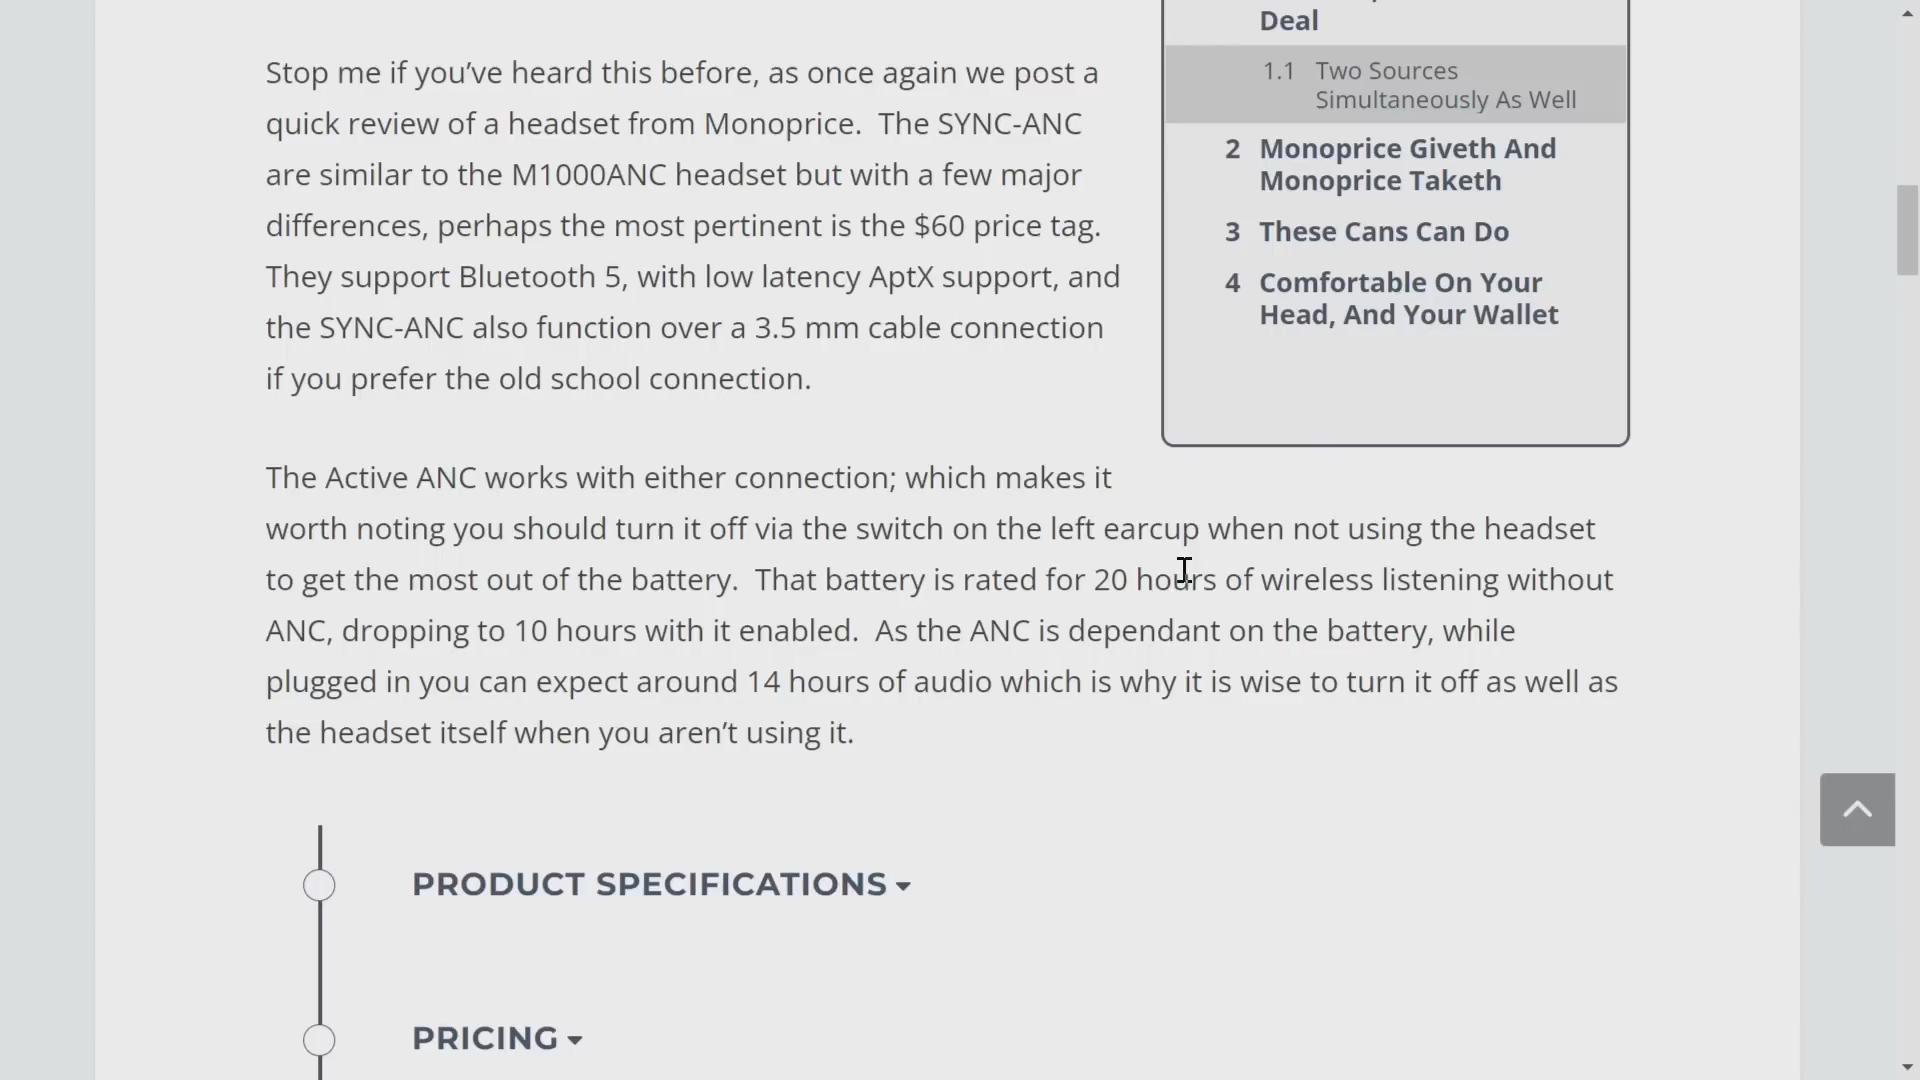 Deal
1.1 Two Sources
Simultaneously As Well
2 Monoprice Giveth And
Monoprice Taketh
3 These Cans Can Do
4 Comfortable On Your
Head, And Your Wallet
Stop me if you’ve heard this before, as once again we post a
quick review of a headset from Monoprice.  The SYNC-ANC
are similar to the M1000ANC headset but with a few major
differences, perhaps the most pertinent is the $60 price tag.
They support Bluetooth 5, with low latency AptX support, and
the SYNC-ANC also function over a 3.5 mm cable connection
if you prefer the old school connection.
The Active ANC works with either connection; which makes it
worth noting you should turn it off via the switch on the left earcup when not using the headset
to get the most out of the battery.  That battery is rated for 20 hours of wireless listening without
ANC, dropping to 10 hours with it enabled.  As the ANC is dependant on the battery, while
plugged in you can expect around 14 hours of audio which is why it is wise to turn it off as well as
the headset itself when you aren’t using it.
PRODUCT SPECIFICATIONS
PRICING